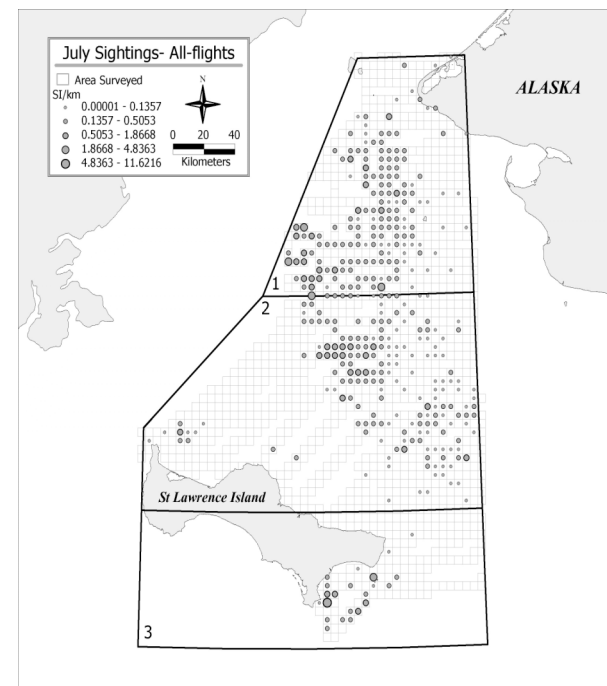 July Sightings- All-flights
Area Surveyed
SI/km
0.00001 - 0.1357
0.1357 - 0.5053
0.5053 - 1.8668
1.8668 - 4.8363
4.8363 - 11.6216
N
0 20 40
Kilometers
ALASKA
1
2
St Lawrence Island
3